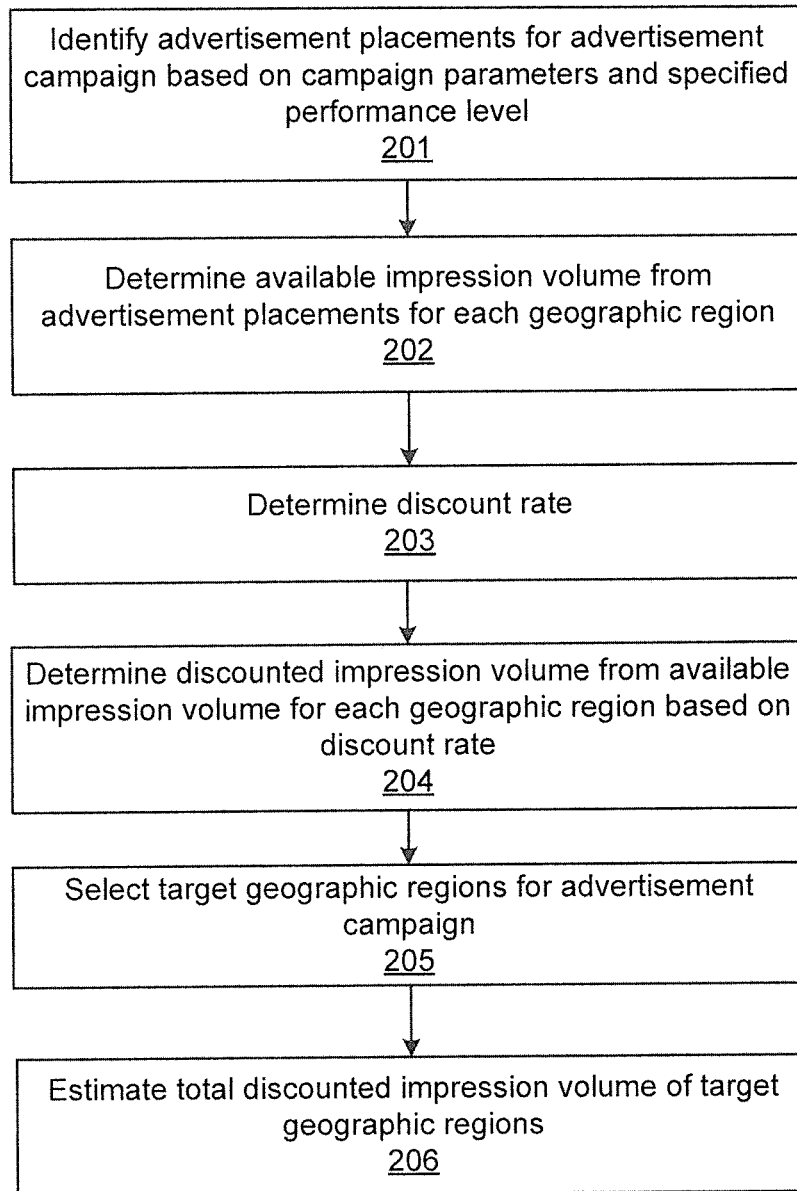 Identify advertisement placements for advertisement
campaign based on campaign parameters and specified
performance level
201
Determine available impression volume from
advertisement placements for each geographic region
202
Determine discount rate
203
Determine discounted impression volume from available
impression volume for each geographic region based on
discount rate
204
Select target geographic regions for advertisement
campaign
205
Estimate total discounted impression volume of target
geographic regions
206